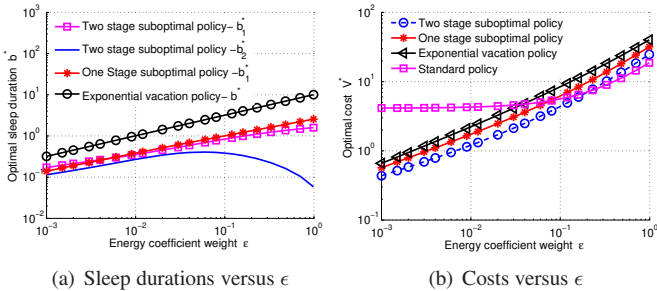 10^3
10^2
10^1
10^0
10^-1
10^-2
Optimal sleep duration b^*
Two stage suboptimal policy– b_1^*
Two stage suboptimal policy -b_2^*
One Stage suboptimal policy -b_1^*
Exponential vacation policy– b^*
10^-3
10^-2
10^-1
10^0
Energy coefficient weight ε
(a) Sleep durations versus ϵ
10^2
10^1
10^0
10^-1
Optimal cost V^*
Two stage suboptimal policy
One Stage suboptimal policy
Exponential vacation policy
Standard policy
10^-3
10^-2
10^-1
10^0
Energy coefficient weight ε
(b) Costs versus ϵ